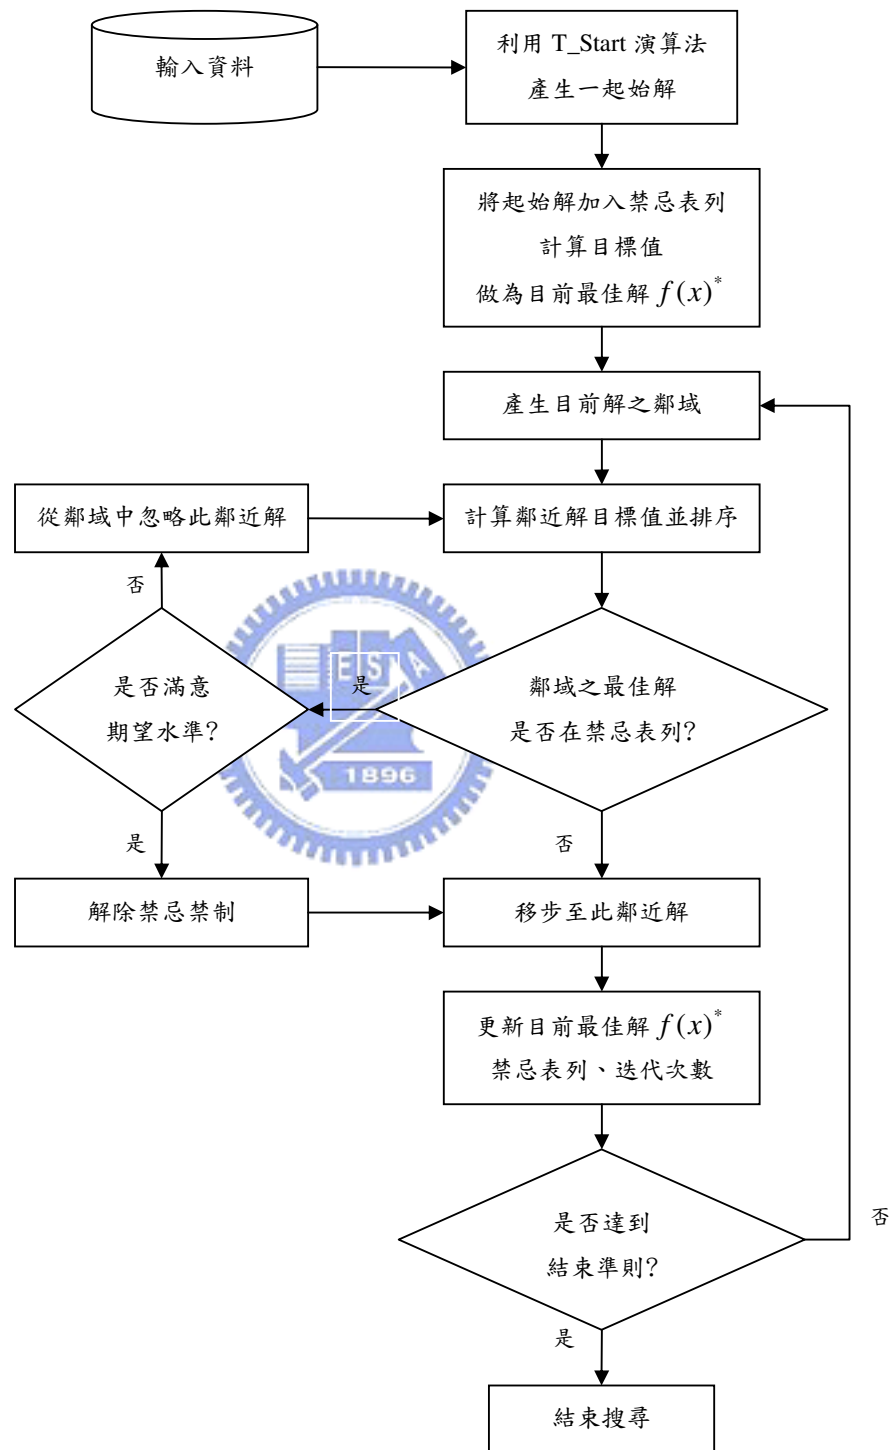 輸入資料
利用 T_Start 演算法
產生一起始解
將起始解加入禁忌表列
計算目標值
做為目前最佳解 f(x)*
產生目前解之鄰域
從鄰域中忽略此鄰近解
計算鄰近解目標值並排序
否
是否滿意
期望水準?
是
鄰域之最佳解
是否在禁忌表列?
E S A
1896
是
否
解除禁忌禁制
移步至此鄰近解
更新目前最佳解 f(x)*
禁忌表列、迭代次數
是否達到
結束準則?
否
是
結束搜尋